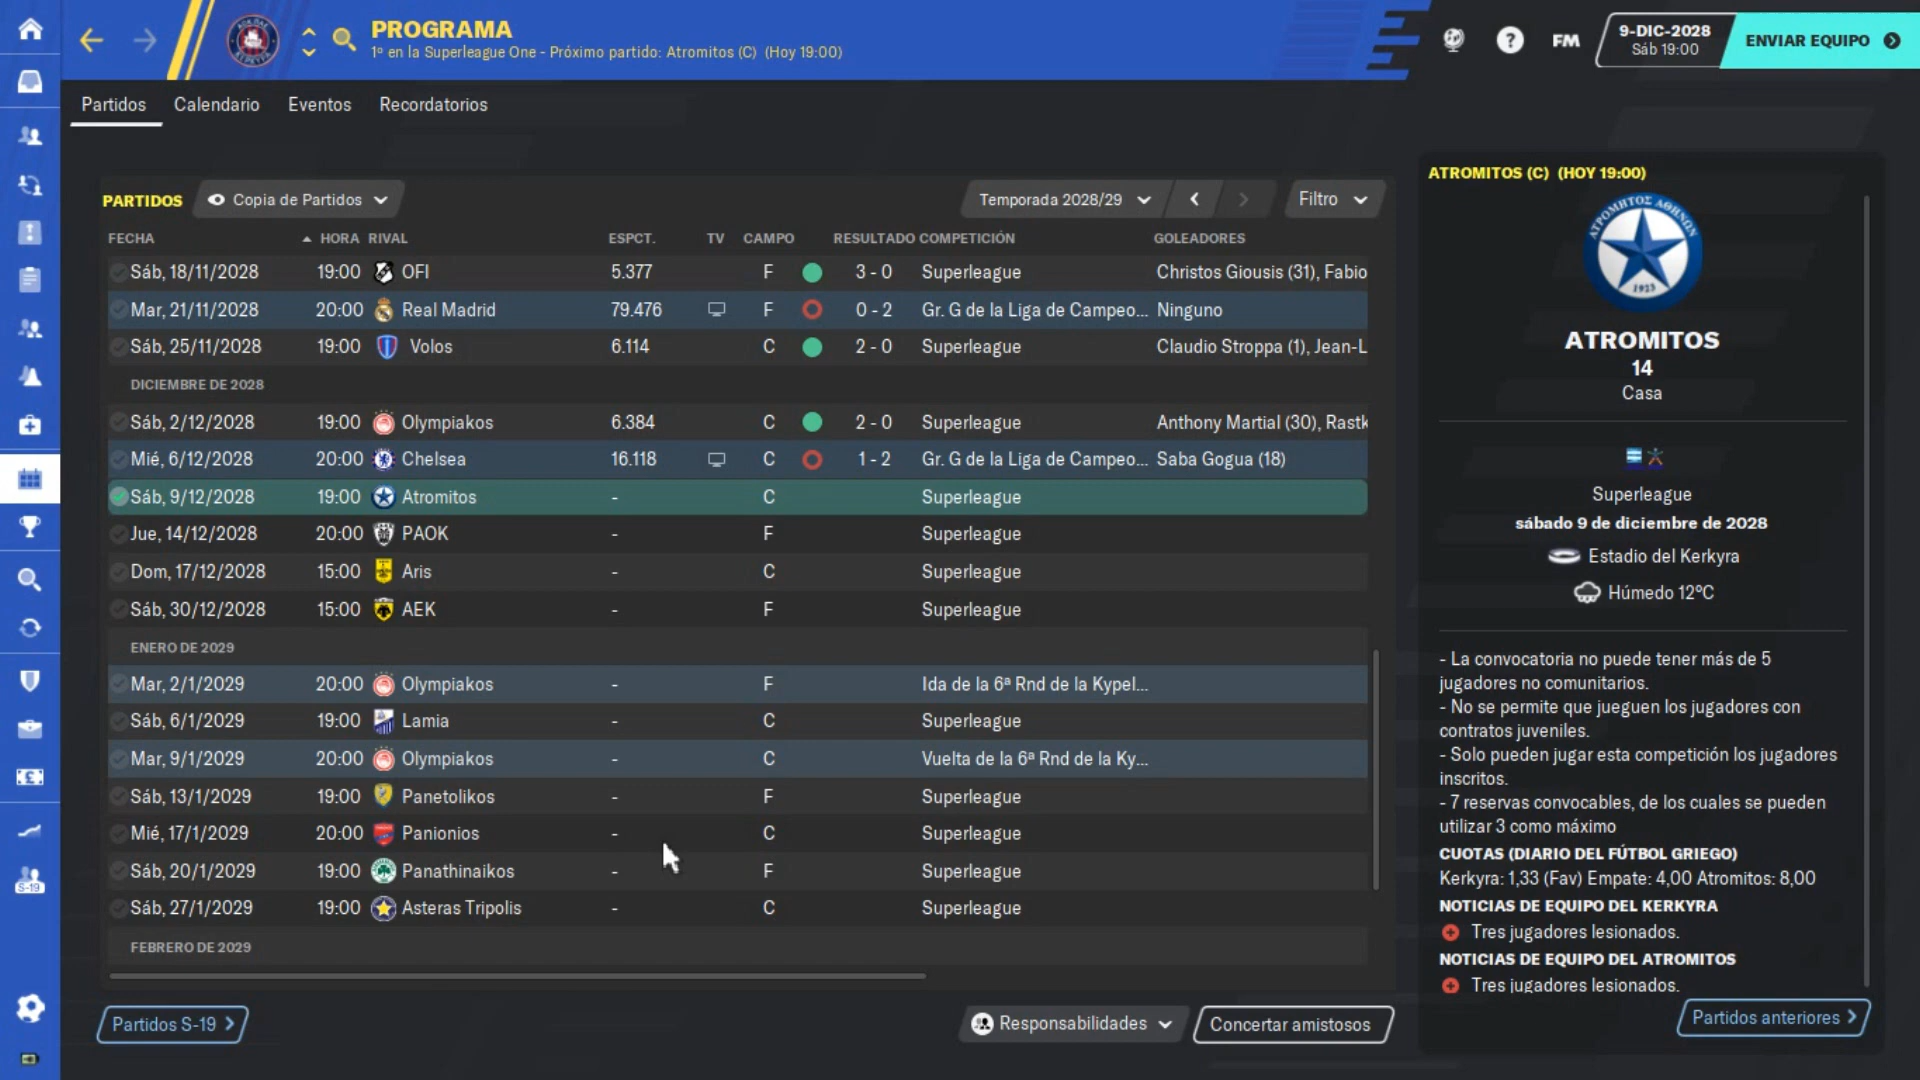 PROGRAMA
1º en la Superleague One - Próximo partido: Atromitos (C) (Hoy 19:00)
FM
9-DIC-2028
Sáb 19:00
ENVIAR EQUIPO
Partidos Calendario Eventos Recordatorios
PARTIDOS Copia de Partidos Temporada 2028/29 Filtro
FECHA HORA RIVAL ESPCT. TV CAMPO RESULTADO COMPETICIÓN GOLEADORES
Sáb, 18/11/2028 19:00 OFI 5.377 F 3 - 0 Superleague Christos Giousis (31), Fabio
Mar, 21/11/2028 20:00 Real Madrid 79.476 F 0 - 2 Gr. G de la Liga de Campeo... Ninguno
Sáb, 25/11/2028 19:00 Volos 6.114 C 2 - 0 Superleague Claudio Stroppa (1), Jean-L
DICIEMBRE DE 2028
Sáb, 2/12/2028 19:00 Olympiakos 6.384 C 2 - 0 Superleague Anthony Martial (30), Rastk
Mié, 6/12/2028 20:00 Chelsea 16.118 C 1 - 2 Gr. G de la Liga de Campeo... Saba Gogua (18)
Sáb, 9/12/2028 19:00 Atromitos - C Superleague
Jue, 14/12/2028 20:00 PAOK - F Superleague
Dom, 17/12/2028 15:00 Aris - C Superleague
Sáb, 30/12/2028 15:00 AEK - F Superleague
ENERO DE 2029
Mar, 2/1/2029 20:00 Olympiakos - F Ida de la 6ª Rnd de la Kypel...
Sáb, 6/1/2029 19:00 Lamia - C Superleague
Mar, 9/1/2029 20:00 Olympiakos - C Vuelta de la 6ª Rnd de la Ky...
Sáb, 13/1/2029 19:00 Panetolikos - F Superleague
Mié, 17/1/2029 20:00 Panionios - C Superleague
Sáb, 20/1/2029 19:00 Panathinaikos - F Superleague
Sáb, 27/1/2029 19:00 Asteras Tripolis - C Superleague
FEBRERO DE 2029
Partidos S-19
Responsabilidades
Concertar amistosos
ATROMITOS (C) (HOY 19:00)
ΑΤΡΟΜΗΤΟΣ ΑΘΗΝΩΝ
1923
ATROMITOS
14
Casa
Superleague
sábado 9 de diciembre de 2028
Estadio del Kerkyra
Húmedo 12ºC
- La convocatoria no puede tener más de 5
jugadores no comunitarios.
- No se permite que jueguen los jugadores con
contratos juveniles.
- Solo pueden jugar esta competición los jugadores
inscritos.
- 7 reservas convocables, de los cuales se pueden
utilizar 3 como máximo
CUOTAS (DIARIO DEL FÚTBOL GRIEGO)
Kerkyra: 1,33 (Fav) Empate: 4,00 Atromitos: 8,00
NOTICIAS DE EQUIPO DEL KERKYRA
Tres jugadores lesionados.
NOTICIAS DE EQUIPO DEL ATROMITOS
Tres jugadores lesionados.
Partidos anteriores
S-19